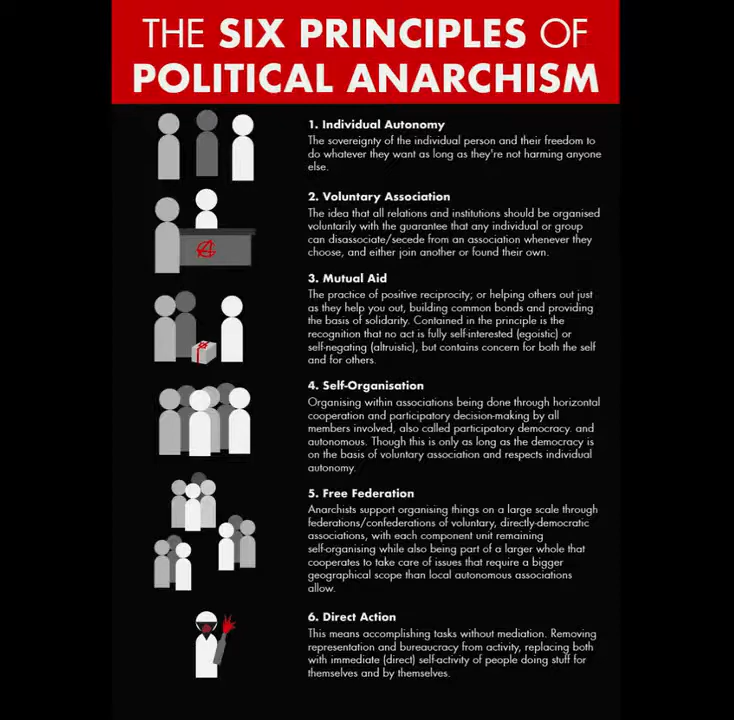 THE SIX PRINCIPLES OF
POLITICAL ANARCHISM
1. Individual Autonomy
The sovereignty of the individual person and their freedom to
do whatever they want as long as they're not harming anyone
else.
2. Voluntary Association
The idea that all relations and institutions should be organised
voluntarily with the guarantee that any individual or group
can disassociate/secede from an association whenever they
choose, and either join another or found their own.
3. Mutual Aid
The practice of positive reciprocity; or helping others out just
as they help you out, building common bonds and providing
the basis of solidarity. Contained in the principle is the
recognition that no act is fully self-interested (egoistic) or
self-negating (altruistic), but contains concern for both the self
and for others.
4. Self-Organisation
Organising within associations being done through horizontal
cooperation and participatory decision-making by all
members involved, also called participatory democracy. and
autonomous. Though this is only as long as the democracy is
on the basis of voluntary association and respects individual
autonomy.
5. Free Federation
Anarchists support organising things on a large scale through
federations/confederations of voluntary, directly-democratic
associations, with each component unit remaining
self-organising while also being part of a larger whole that
cooperates to take care of issues that require a bigger
geographical scope than local autonomous associations
allow.
6. Direct Action
This means accomplishing tasks without mediation. Removing
representation and bureaucracy from activity, replacing both
with immediate (direct) self-activity of people doing stuff for
themselves and by themselves.